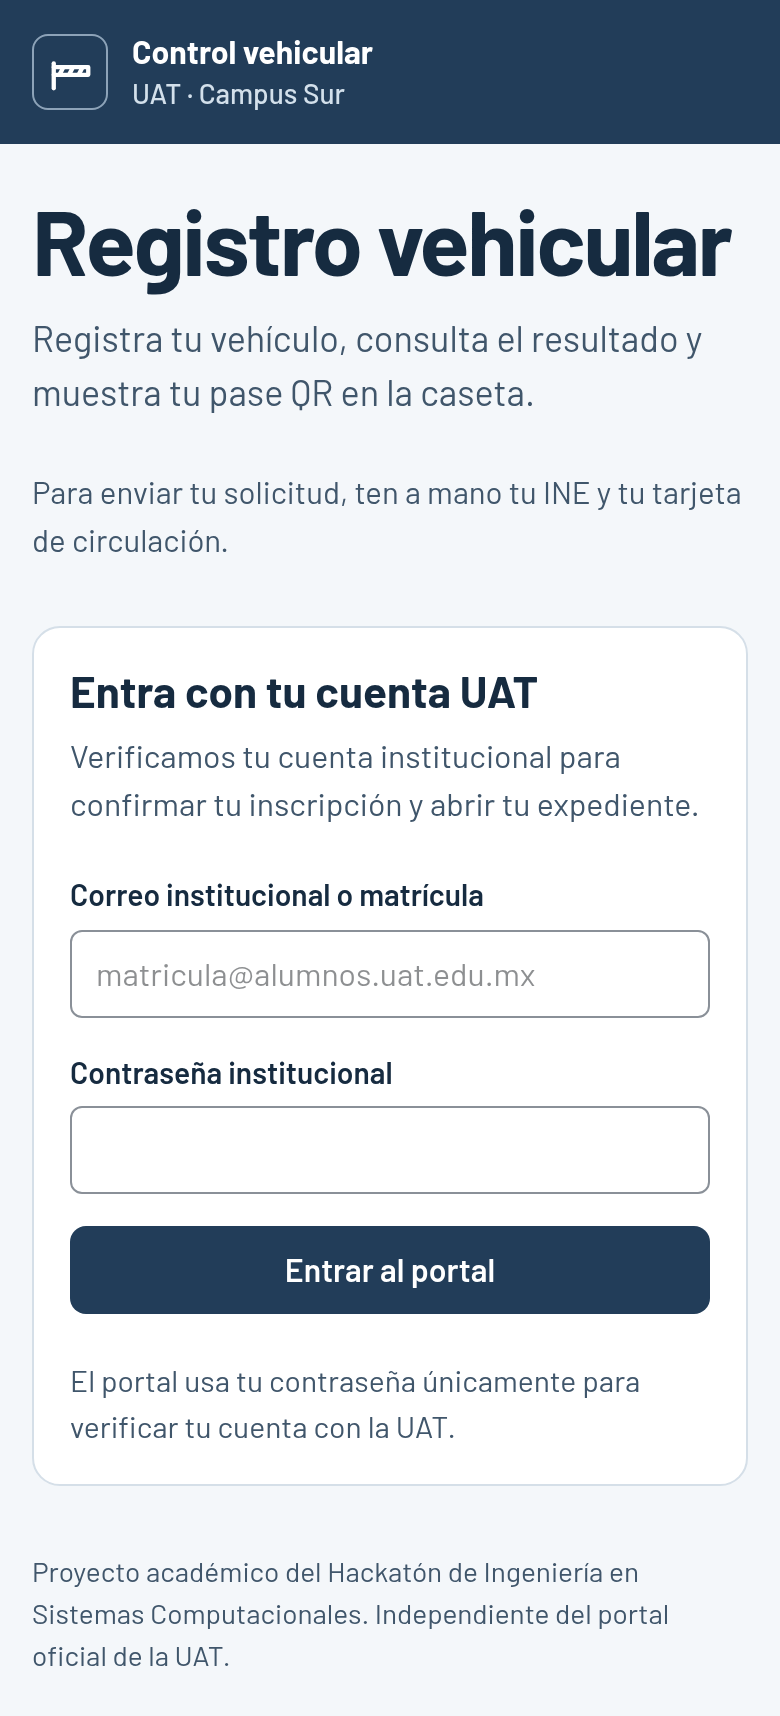 Control vehicular
UAT · Campus Sur
Registro vehicular
Registra tu vehículo, consulta el resultado y
muestra tu pase QR en la caseta.
Para enviar tu solicitud, ten a mano tu INE y tu tarjeta
de circulación.
Entra con tu cuenta UAT
Verificamos tu cuenta institucional para
confirmar tu inscripción y abrir tu expediente.
Correo institucional o matrícula
matricula@alumnos.uat.edu.mx
Contraseña institucional
Entrar al portal
El portal usa tu contraseña únicamente para
verificar tu cuenta con la UAT.
Proyecto académico del Hackatón de Ingeniería en
Sistemas Computacionales. Independiente del portal
oficial de la UAT.